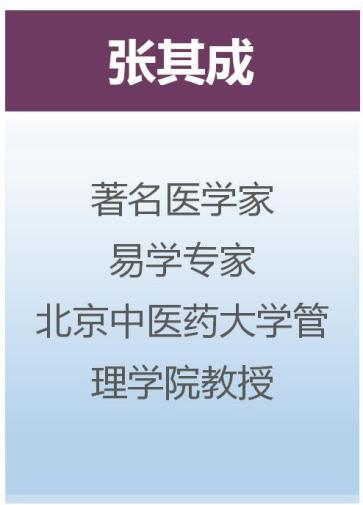 张其成
著名医学家
易学专家
北京中医药大学管
理学院教授